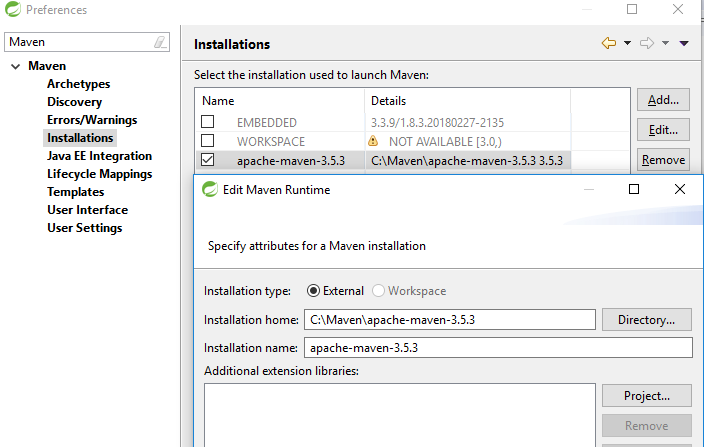 Preferences
Maven
Maven
Archetypes
Discovery
Errors/Warnings
Installations
Java EE Integration
Lifecycle Mappings
Templates
User Interface
User Settings
Installations
Select the installation used to launch Maven:
Name Details
EMBEDDED 3.3.9/1.8.3.20180227-2135
WORKSPACE NOT AVAILABLE [3.0,)
apache-maven-3.5.3 C:\Maven\apache-maven-3.5.3 3.5.3
Add...
Edit...
Remove
Edit Maven Runtime
Specify attributes for a Maven installation
Installation type: External Workspace
Installation home: C:\Maven\apache-maven-3.5.3 Directory...
Installation name: apache-maven-3.5.3
Additional extension libraries:
Project...
Remove